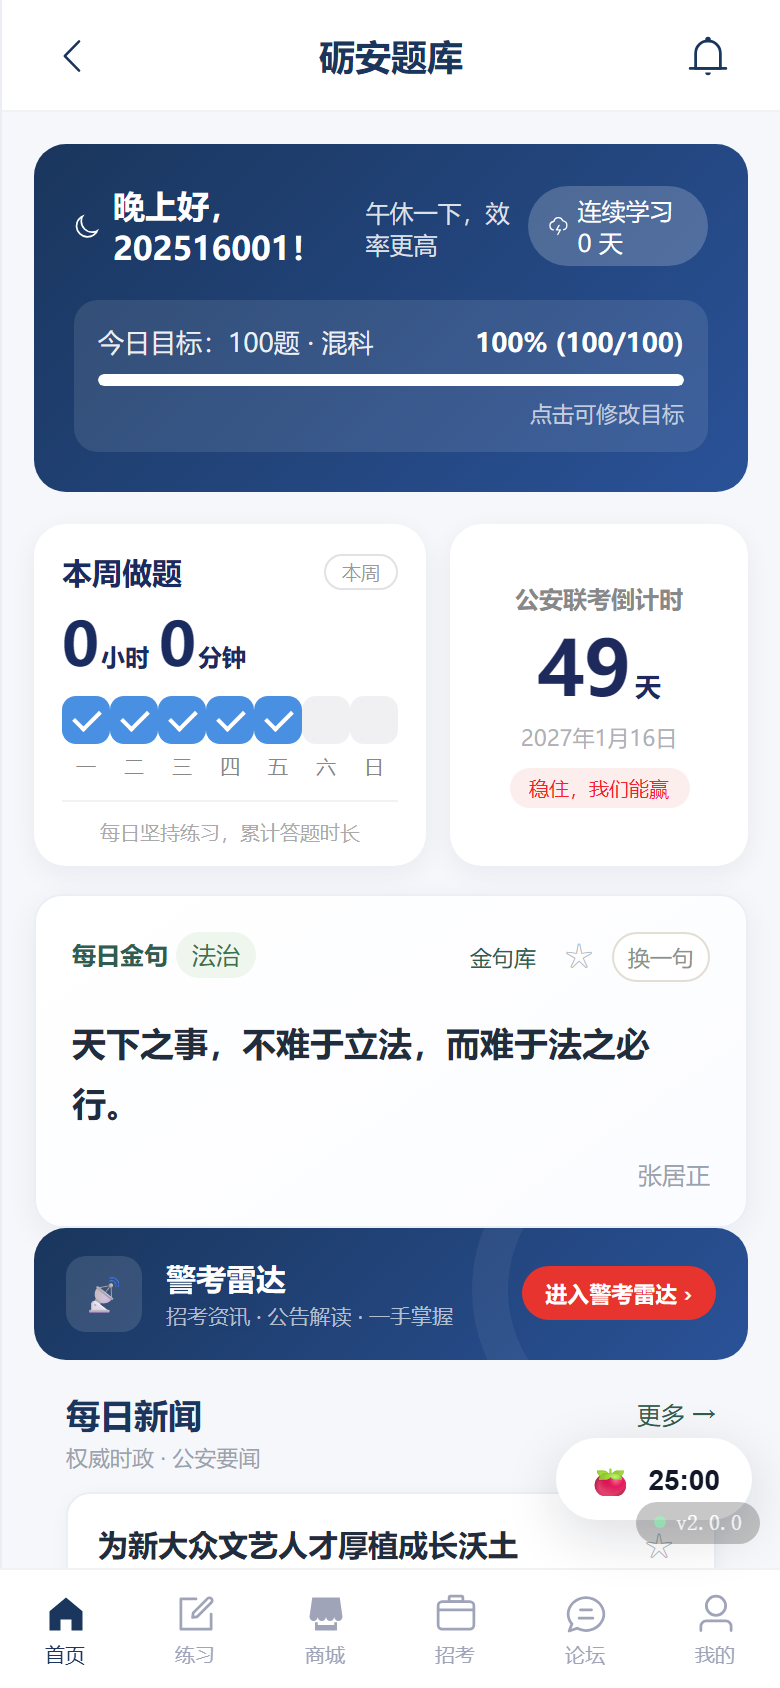 砺安题库
晚上好，
202516001！
午休一下，效
率更高
连续学习
0 天
今日目标：100题 · 混科
100% (100/100)
点击可修改目标
本周做题
本周
0小时 0分钟
一 二 三 四 五 六 日
每日坚持练习，累计答题时长
公安联考倒计时
49天
2027年1月16日
稳住，我们能赢
每日金句 法治
金句库 ☆ 换一句
天下之事，不难于立法，而难于法之必
行。
张居正
警考雷达
招考资讯 · 公告解读 · 一手掌握
进入警考雷达 ›
每日新闻
更多 →
权威时政 · 公安要闻
25:00
v2.0.0
为新大众文艺人才厚植成长沃土
首页 练习 商城 招考 论坛 我的